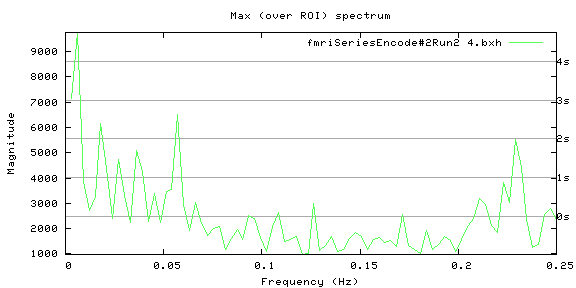 Max (over ROI) spectrum
fmriSeriesEncode#2Run2 4.bxh
9000
8000
7000
6000
5000
4000
3000
2000
1000
Magnitude
4s
3s
2s
1s
0s
0
0.05
0.1
0.15
0.2
0.25
Frequency (Hz)